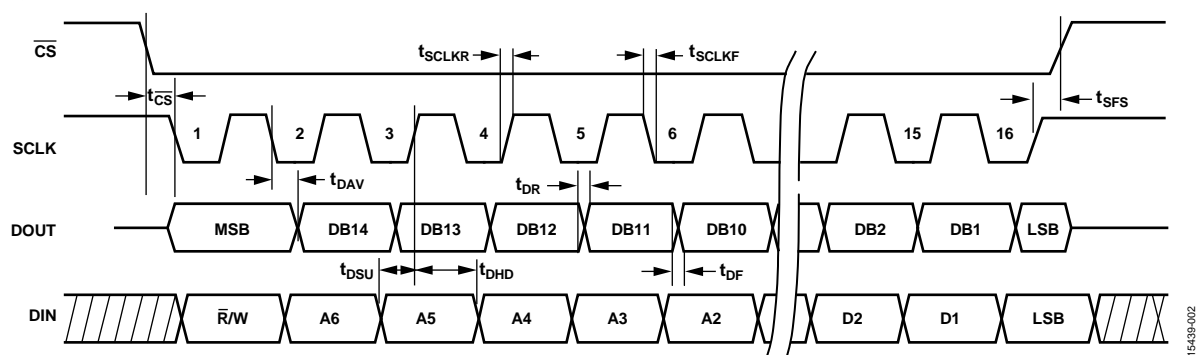 CS
tSCLKR
tSCLKF
tCS
tSFS
SCLK
1 2 3 4 5 6 15 16
tDAV
tDR
DOUT
MSB DB14 DB13 DB12 DB11 DB10 DB2 DB1 LSB
tDSU
tDHD
tDF
DIN
R/W A6 A5 A4 A3 A2 D2 D1 LSB
15439-002